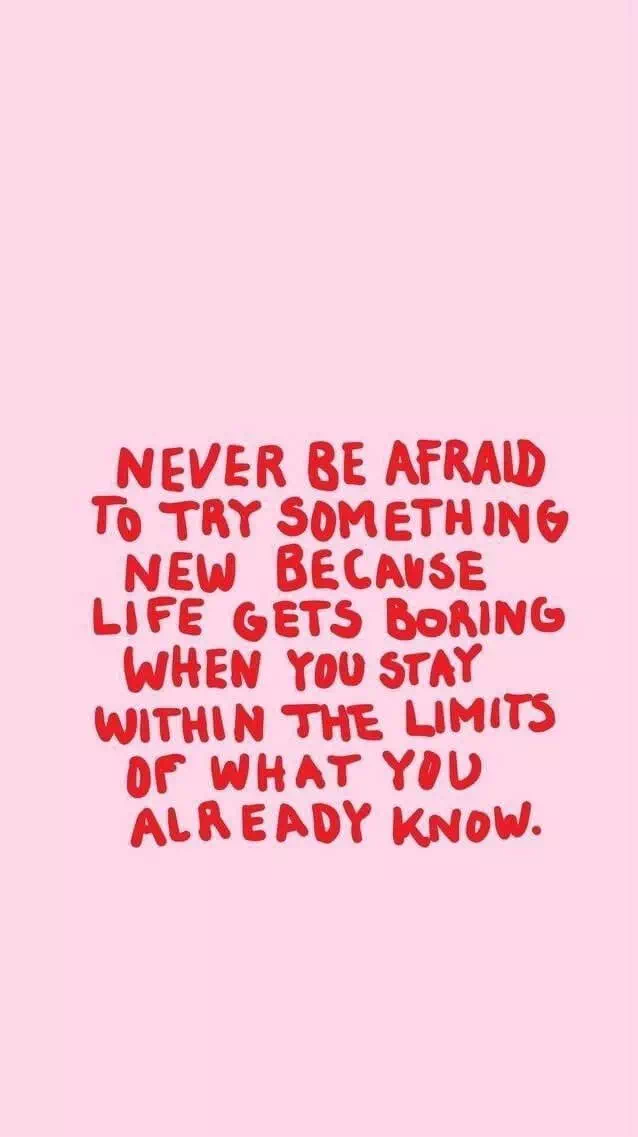 NEVER BE AFRAID
TO TRY SOMETHING
NEW BECAUSE
LIFE GETS BORING
WHEN YOU STAY
WITHIN THE LIMITS
OF WHAT YOU
ALREADY KNOW.